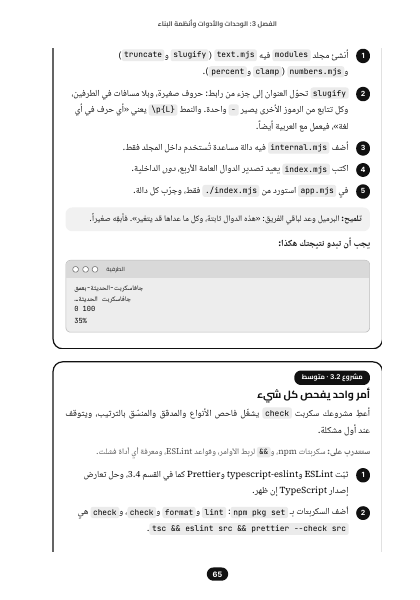 الفصل 3: الوحدات والأدوات وأنظمة البناء
1 أنشئ مجلد modules فيه text.mjs ( slugify و truncate )
و numbers.mjs ( clamp و percent ).
2 slugify تحوّل العنوان إلى جزء من رابط: حروف صغيرة، وبلا مسافات في الطرفين،
وكل تتابع من الرموز الأخرى يصير - واحدة. والنمط \p{L} يعني «أي حرف في أي
لغة»، فيعمل مع العربية أيضاً.
3 أضف internal.mjs فيه دالة مساعدة تُستخدم داخل المجلد فقط.
4 اكتب index.mjs يعيد تصدير الدوال العامة الأربع، دون الداخلية.
5 في app.mjs استورد من ./index.mjs فقط، وجرّب كل دالة.
تلميح: البرميل وعد لباقي الفريق: «هذه الدوال ثابتة، وكل ما عداها قد يتغير». فأبقِه صغيراً.
يجب أن تبدو نتيجتك هكذا:
الطرفية
جافاسكربت-الحديثة-بعمق
جافاسكربت الحديثة…
0 100
35%
مشروع 3.2 · متوسط
أمر واحد يفحص كل شيء
أعطِ مشروعك سكربت check يشغّل فاحص الأنواع والمدقق والمنسّق بالترتيب، ويتوقف
عند أول مشكلة.
ستتدرب على: سكربتات npm، و && لربط الأوامر، وقواعد ESLint، ومعرفة أي أداة فشلت.
1 ثبّت ESLint وtypescript-eslint وPrettier كما في القسم 3.4، وحل تعارض
إصدار TypeScript إن ظهر.
2 أضف السكربتات بـ npm pkg set : lint و format و check ، و check هي
tsc && eslint src && prettier --check src .
65